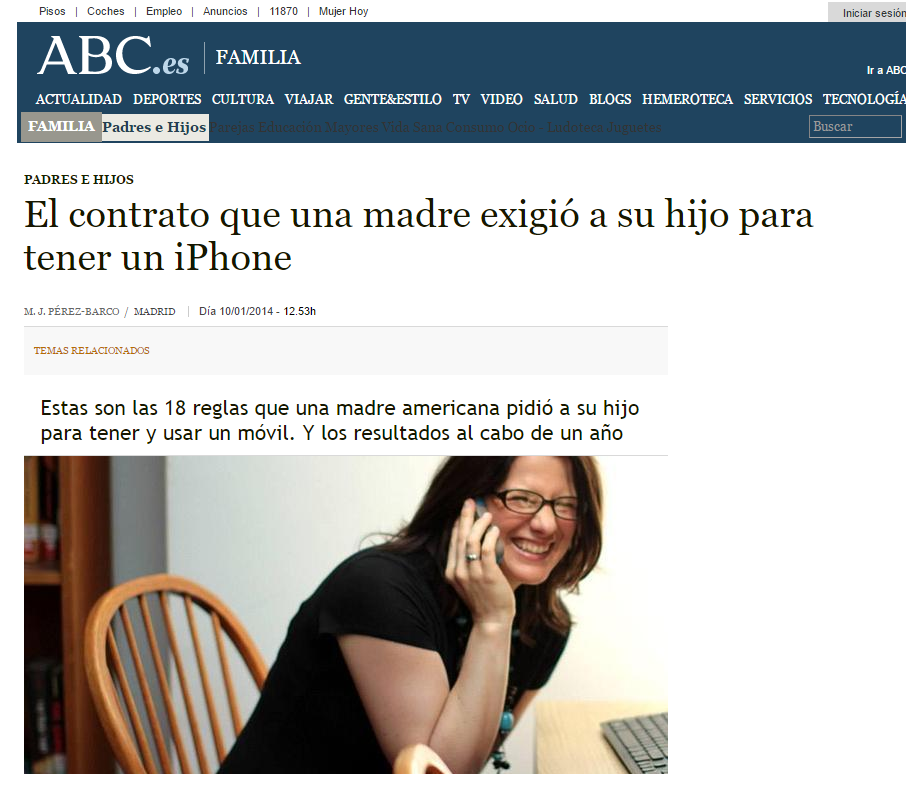 Pisos | Coches | Empleo | Anuncios | 11870 | Mujer Hoy
Iniciar sesión
ABC.es | FAMILIA
Ir a ABC
ACTUALIDAD DEPORTES CULTURA VIAJAR GENTE&ESTILO TV VIDEO SALUD BLOGS HEMEROTECA SERVICIOS TECNOLOGÍA
FAMILIA Padres e Hijos Parejas Educación Mayores Vida Sana Consumo Ocio - Ludoteca Juguetes
Buscar
PADRES E HIJOS
El contrato que una madre exigió a su hijo para
tener un iPhone
M. J. PÉREZ-BARCO / MADRID | Día 10/01/2014 - 12.53h
TEMAS RELACIONADOS
Estas son las 18 reglas que una madre americana pidió a su hijo
para tener y usar un móvil. Y los resultados al cabo de un año